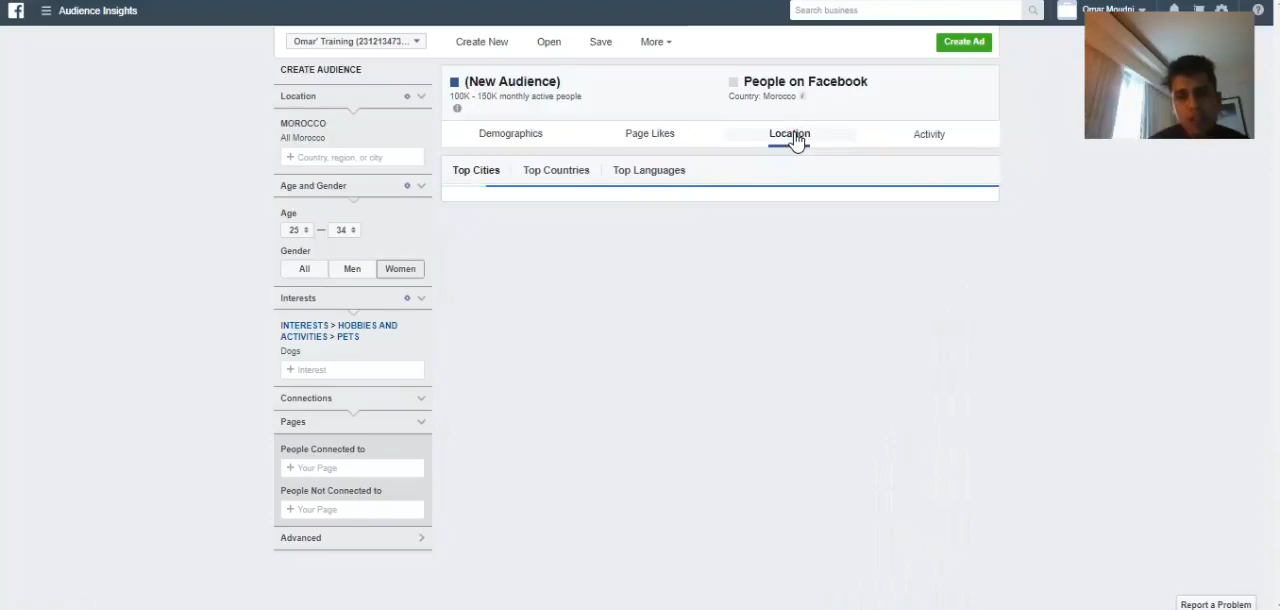 Audience Insights
Search business
Omar Moudni
Omar' Training (231213473...
Create New
Open
Save
More
Create Ad
CREATE AUDIENCE
Location
MOROCCO
All Morocco
+ Country, region, or city
Age and Gender
Age
25 — 34
Gender
All
Men
Women
Interests
INTERESTS > HOBBIES AND
ACTIVITIES > PETS
Dogs
+ Interest
Connections
Pages
People Connected to
+ Your Page
People Not Connected to
+ Your Page
Advanced
(New Audience)
100K - 150K monthly active people
People on Facebook
Country: Morocco
Demographics
Page Likes
Location
Activity
Top Cities
Top Countries
Top Languages
Report a Problem